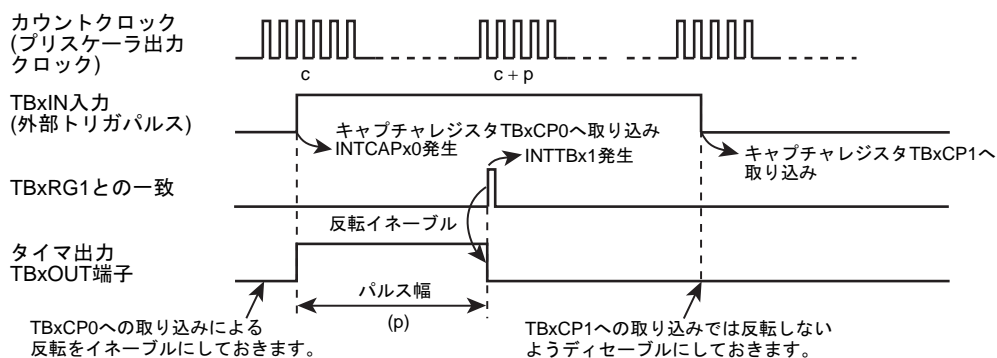 カウントクロック
(プリスケーラ出力
クロック)
c
c + p
TBxIN入力
(外部トリガパルス)
キャプチャレジスタTBxCP0へ取り込み
INTCAPx0発生
INTTBx1発生
キャプチャレジスタTBxCP1へ
取り込み
TBxRG1との一致
反転イネーブル
タイマ出力
TBxOUT端子
パルス幅
(p)
TBxCP0への取り込みによる
反転をイネーブルにしておきます。
TBxCP1への取り込みでは反転しない
ようディセーブルにしておきます。